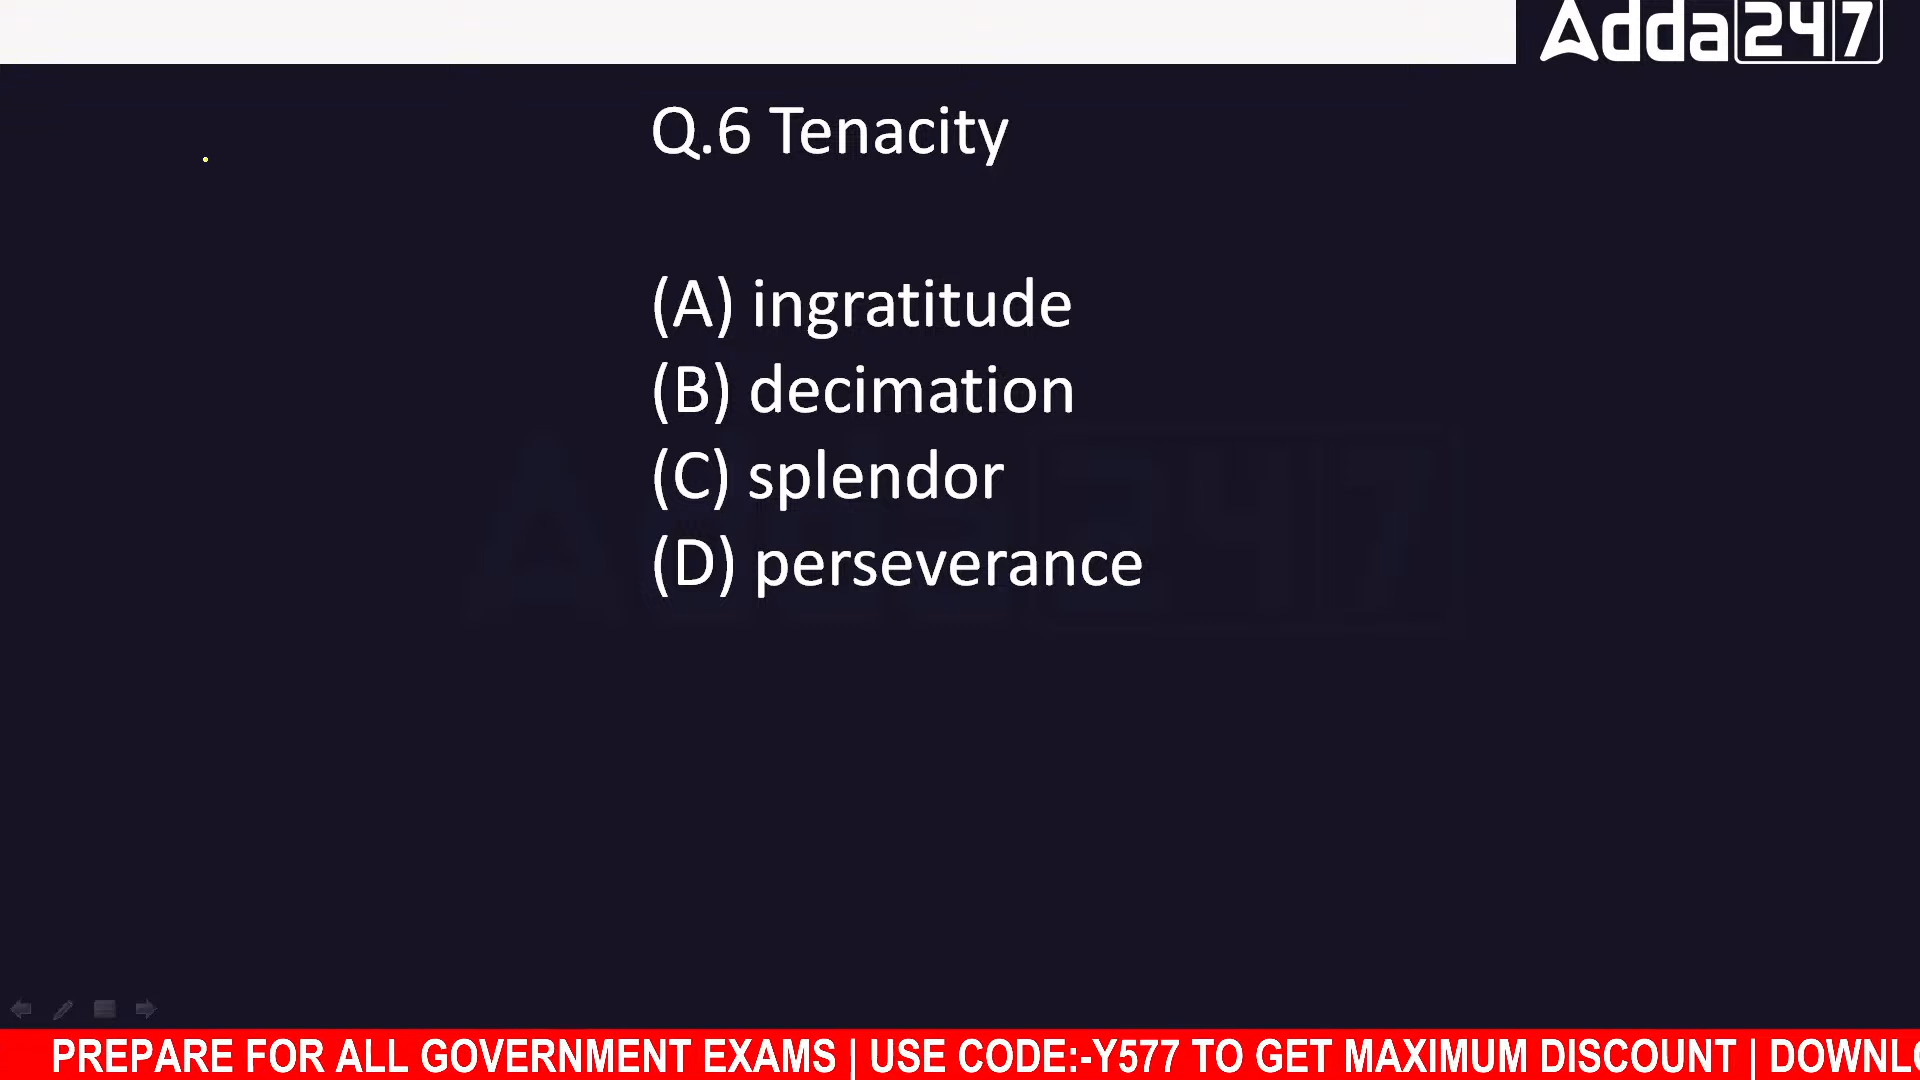 Adda247
Q.6 Tenacity
(A) ingratitude
(B) decimation
(C) splendor
(D) perseverance
Adda247
PREPARE FOR ALL GOVERNMENT EXAMS | USE CODE:-Y577 TO GET MAXIMUM DISCOUNT |